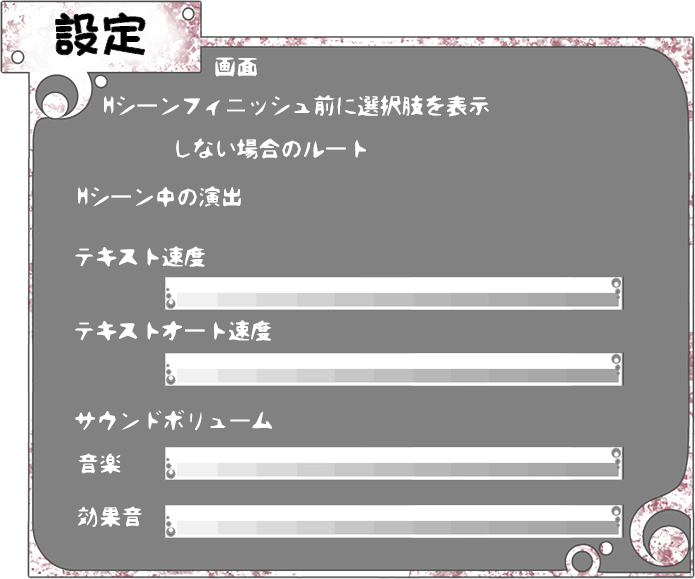 設定
画面
Hシーンフィニッシュ前に選択肢を表示
しない場合のルート
Hシーン中の演出
テキスト速度
テキストオート速度
サウンドボリューム
音楽
効果音